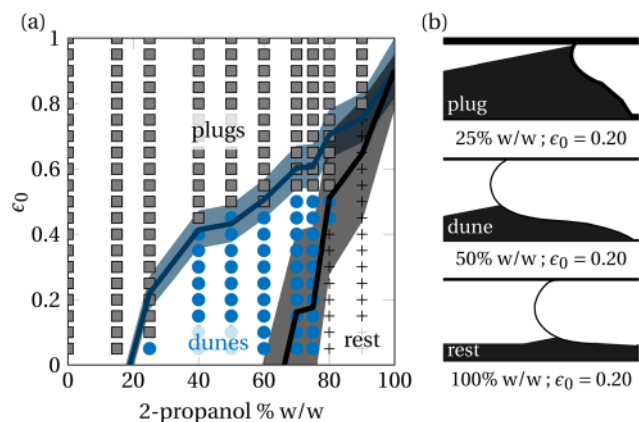 (a)
1
0.8
0.6
0.4
0.2
0
ϵ₀
plugs
dunes
rest
0 20 40 60 80 100
2-propanol % w/w
(b)
plug
25% w/w ; ϵ₀ = 0.20
dune
50% w/w ; ϵ₀ = 0.20
rest
100% w/w ; ϵ₀ = 0.20